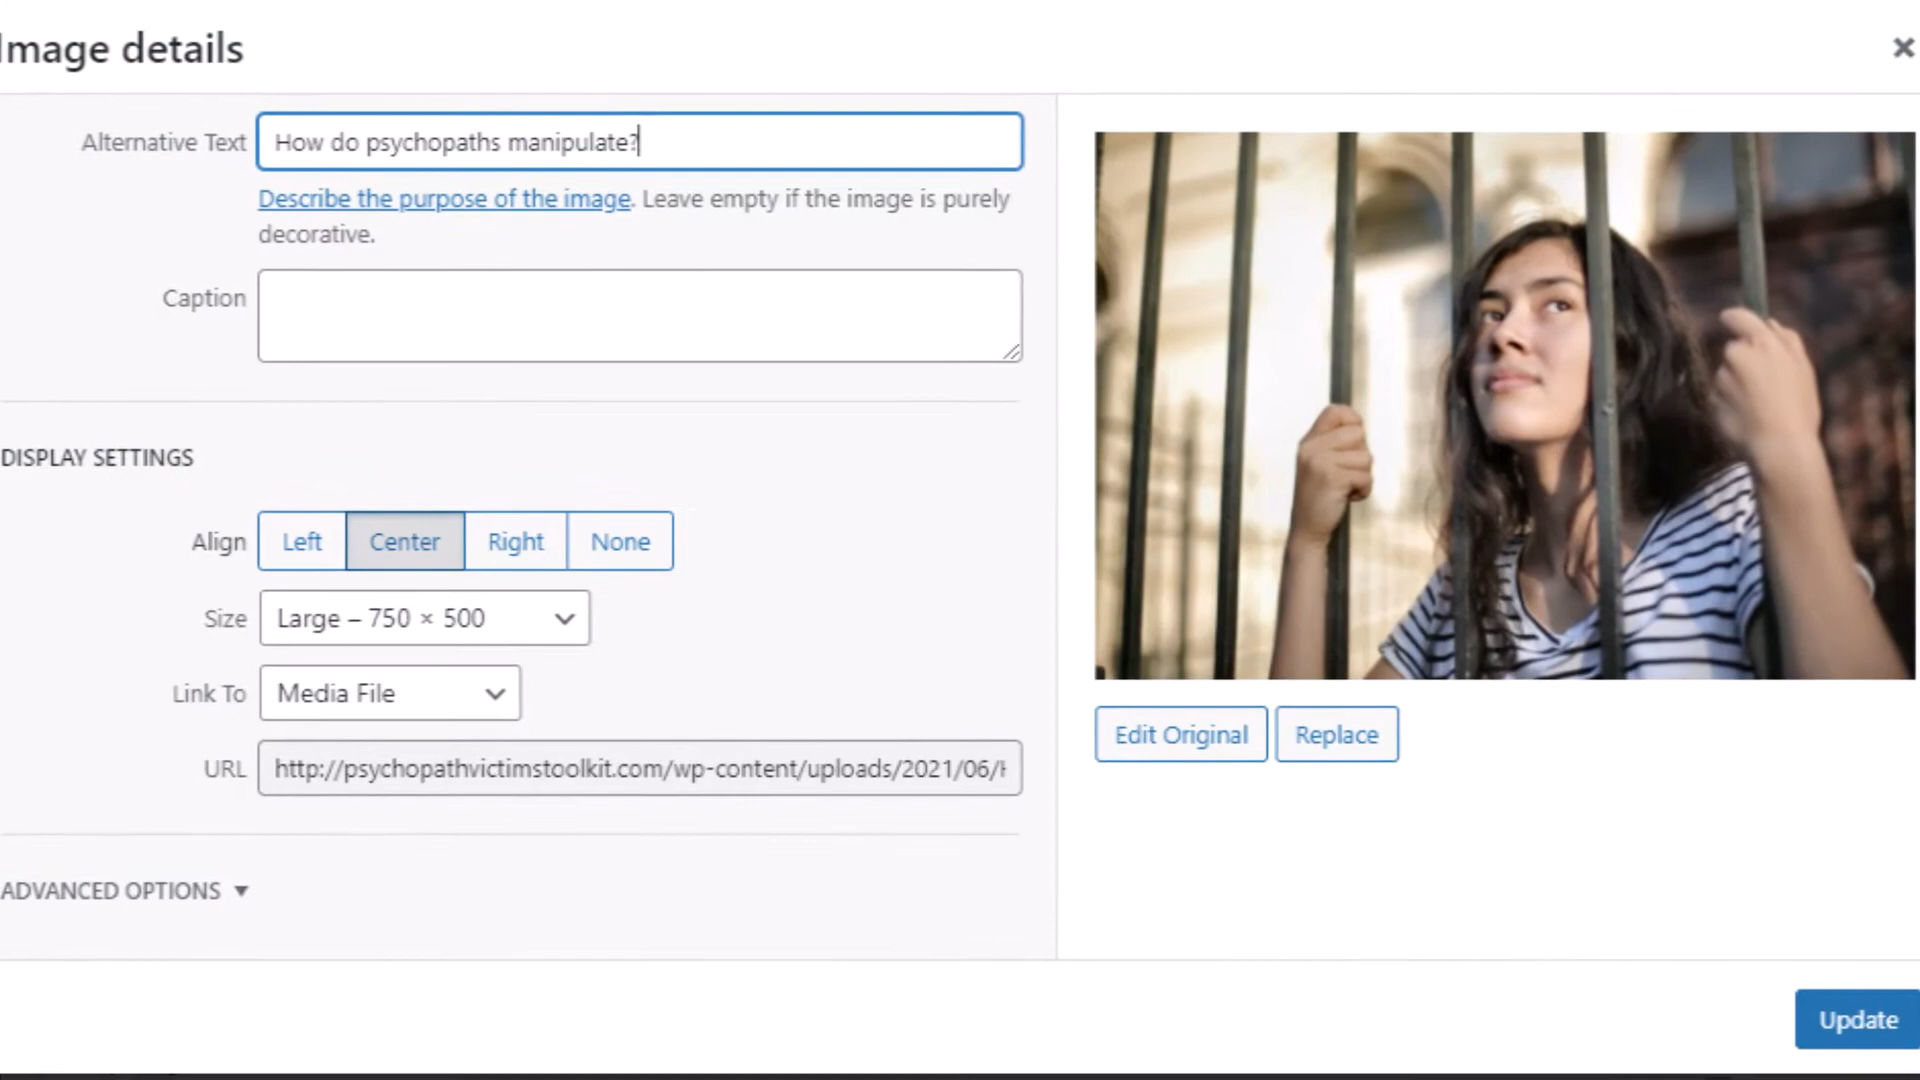 Image details
Alternative Text How do psychopaths manipulate?
Describe the purpose of the image. Leave empty if the image is purely
decorative.
Caption
DISPLAY SETTINGS
Align Left Center Right None
Size Large – 750 × 500
Link To Media File
Edit Original Replace
URL http://psychopathvictimstoolkit.com/wp-content/uploads/2021/06/
ADVANCED OPTIONS
Update